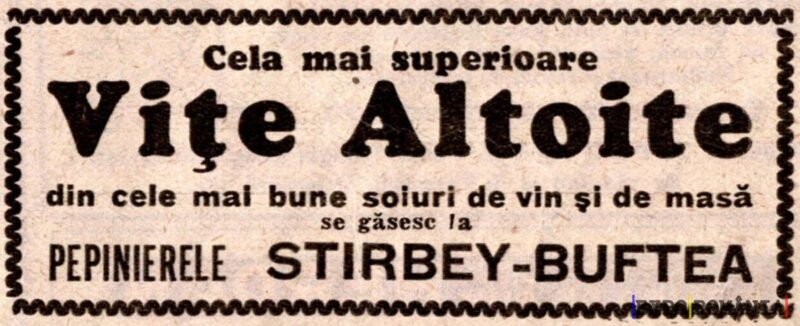 Cela mai superioare
Viţe Altoite
din cele mai bune soiuri de vin şi de masă
se găsesc la
PEPINIERELE STIRBEY-BUFTEA